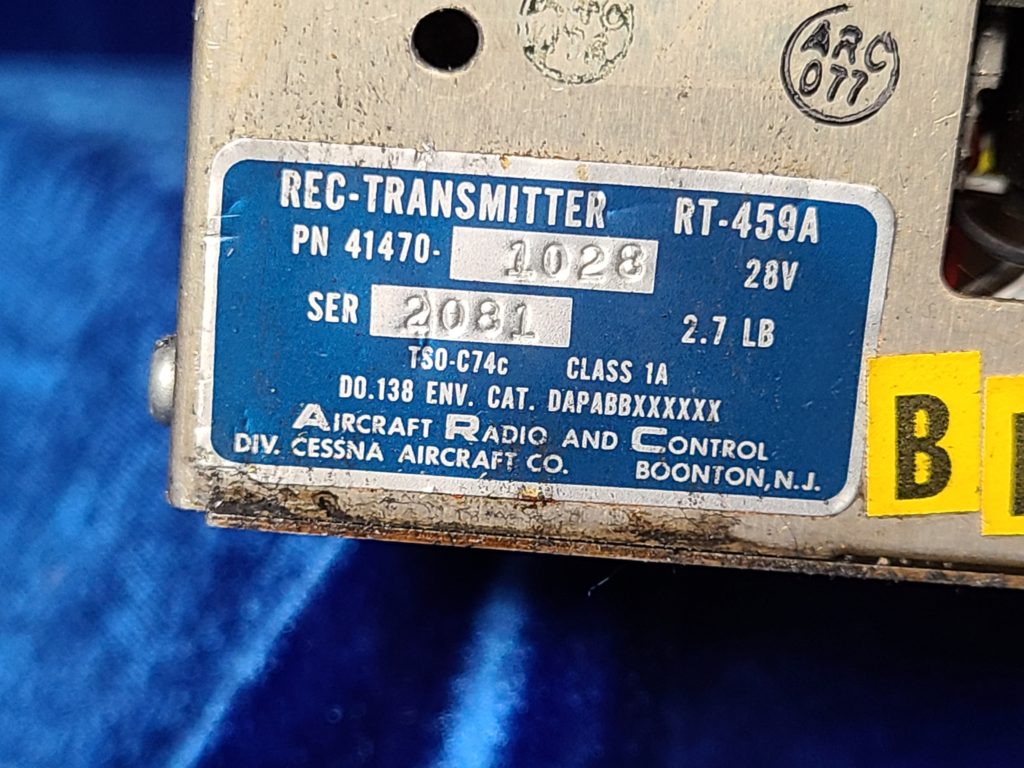 ARC
077
REC-TRANSMITTER RT-459A
PN 41470- 1028 28V
SER 2081 2.7 LB
TSO-C74c CLASS 1A
DO.138 ENV. CAT. DAPABBXXXXXX
AIRCRAFT RADIO AND CONTROL
DIV. CESSNA AIRCRAFT CO. BOONTON, N.J.
B